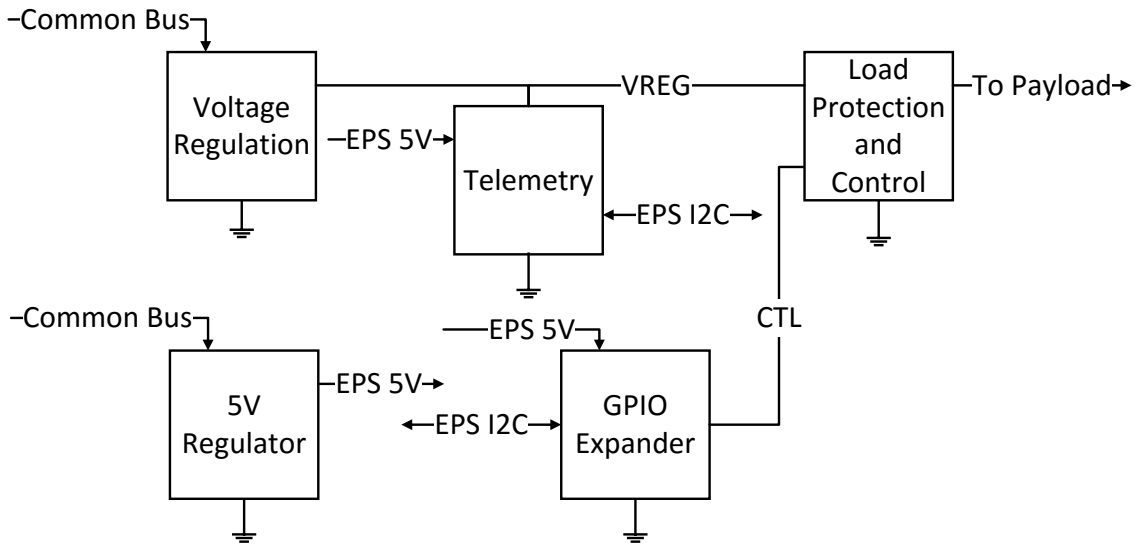 Common Bus
Voltage
Regulation
EPS 5V
Telemetry
VREG
EPS I2C
Load
Protection
and
Control
To Payload
Common Bus
5V
Regulator
EPS 5V
EPS I2C
EPS 5V
GPIO
Expander
CTL